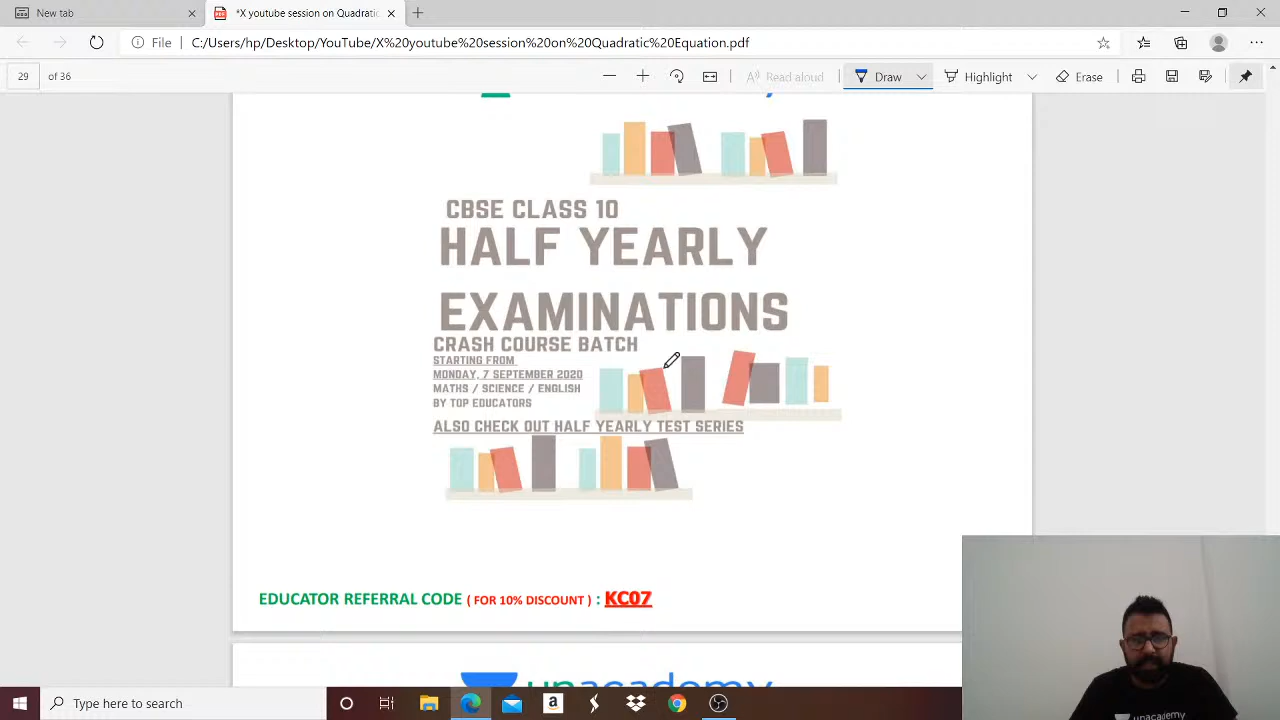 New tab
*X youtube session on Quadratic
File
C:/Users/hp/Desktop/YouTube/X%20youtube%20session%20on%20Quadratic%20Equation.pdf
29
of 36
Read aloud
Draw
Highlight
Erase
CBSE CLASS 10
HALF YEARLY
EXAMINATIONS
CRASH COURSE BATCH
STARTING FROM
MONDAY, 7 SEPTEMBER 2020
MATHS / SCIENCE / ENGLISH
BY TOP EDUCATORS
ALSO CHECK OUT HALF YEARLY TEST SERIES
EDUCATOR REFERRAL CODE ( FOR 10% DISCOUNT ) : KC07
unacademy
unacademy
Type here to search